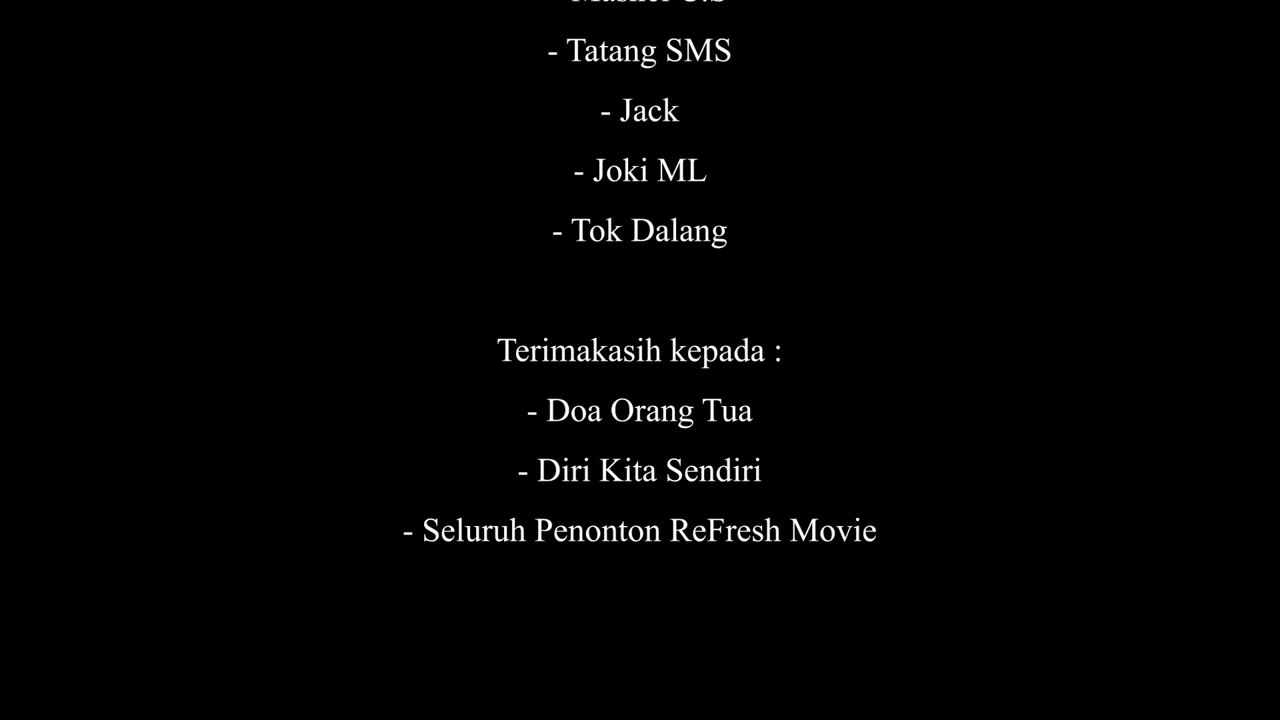 - Tatang SMS
- Jack
- Joki ML
- Tok Dalang
Terimakasih kepada :
- Doa Orang Tua
- Diri Kita Sendiri
- Seluruh Penonton ReFresh Movie